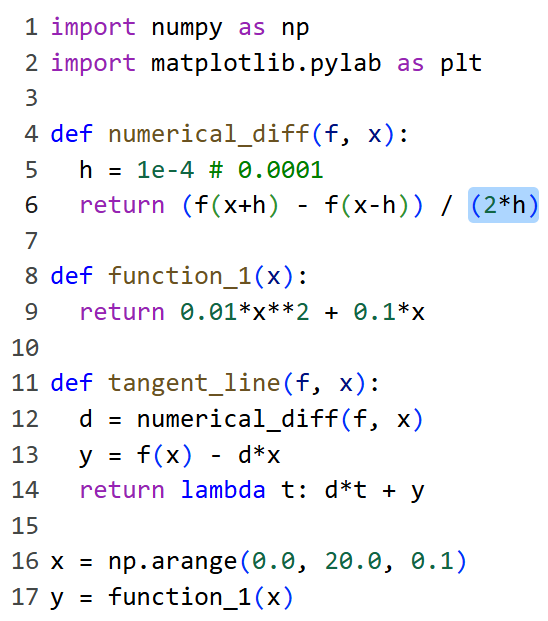 1 import numpy as np
2 import matplotlib.pylab as plt
3
4 def numerical_diff(f, x):
5   h = 1e-4 # 0.0001
6   return (f(x+h) - f(x-h)) / (2*h)
7
8 def function_1(x):
9   return 0.01*x**2 + 0.1*x
10
11 def tangent_line(f, x):
12   d = numerical_diff(f, x)
13   y = f(x) - d*x
14   return lambda t: d*t + y
15
16 x = np.arange(0.0, 20.0, 0.1)
17 y = function_1(x)